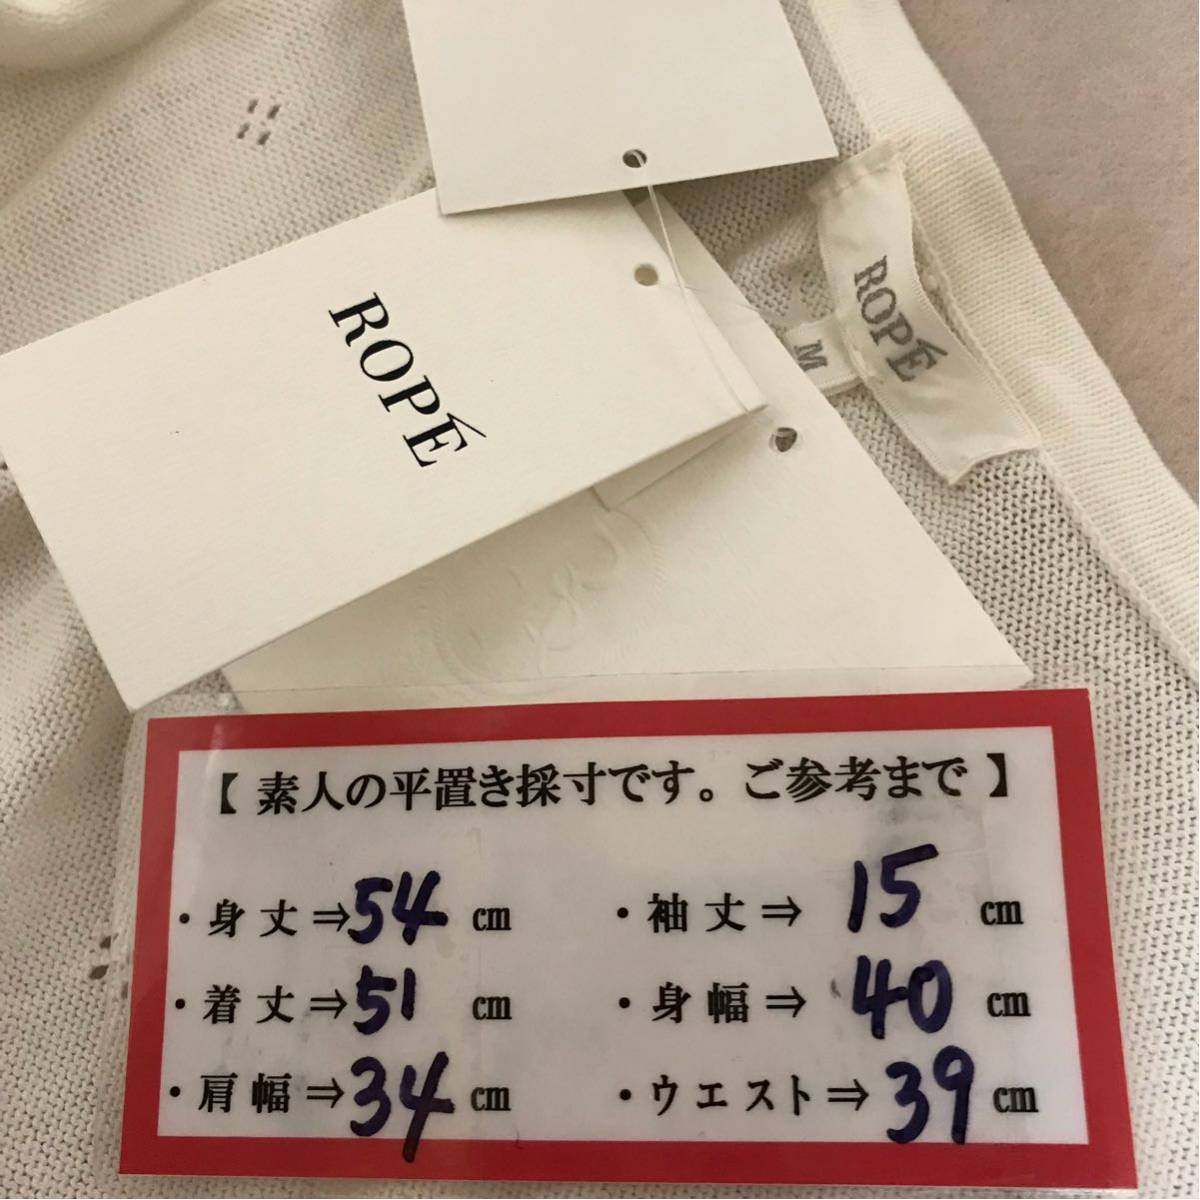 ROPÉ
ROPÉ
M
【 素人の平置き採寸です。ご参考まで 】
・身丈⇒54 cm ・袖丈⇒ 15 cm
・着丈⇒51 cm ・身幅⇒ 40 cm
・肩幅⇒34 cm ・ウエスト⇒ 39 cm